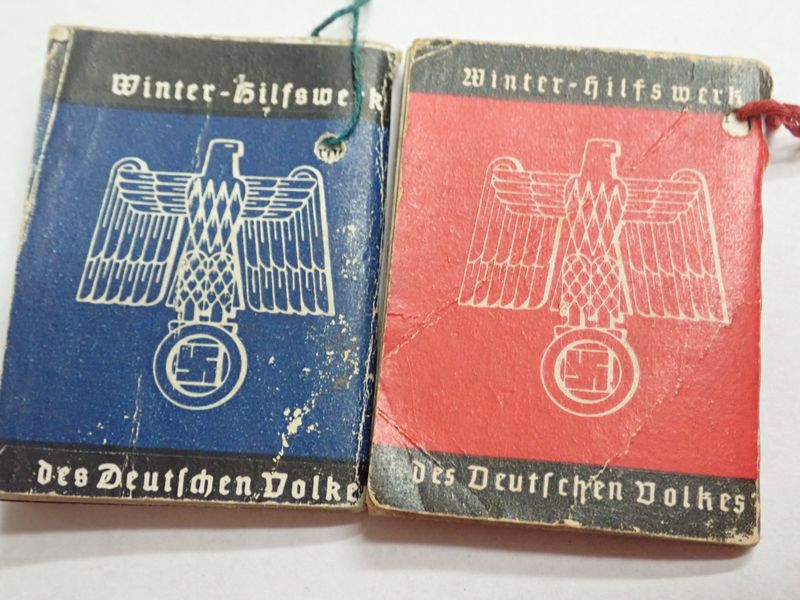 Winter-Hilfswerk
des Deutſchen Volke
Winter-Hilfswerk
des Deutſchen Volkes